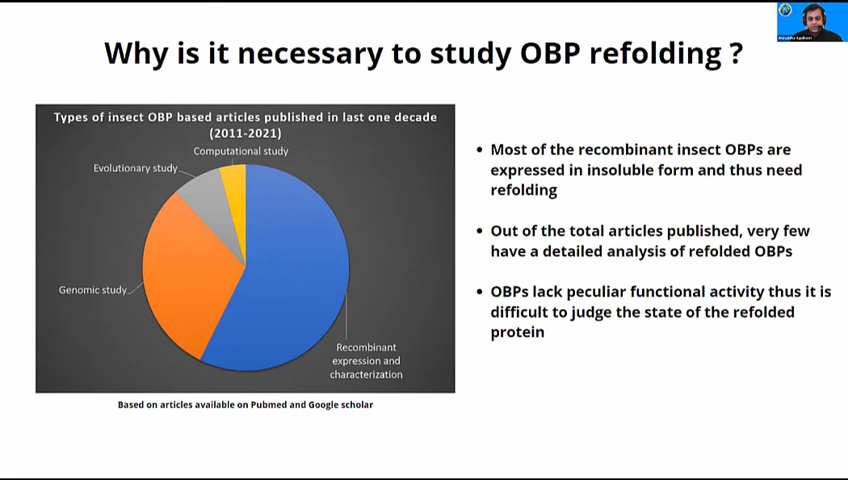 Why is it necessary to study OBP refolding ?
Types of insect OBP based articles published in last one decade
(2011-2021)
Computational study
Evolutionary study
Genomic study
Recombinant
expression and
characterization
Based on articles available on Pubmed and Google scholar
• Most of the recombinant insect OBPs are
expressed in insoluble form and thus need
refolding
• Out of the total articles published, very few
have a detailed analysis of refolded OBPs
• OBPs lack peculiar functional activity thus it is
difficult to judge the state of the refolded
protein